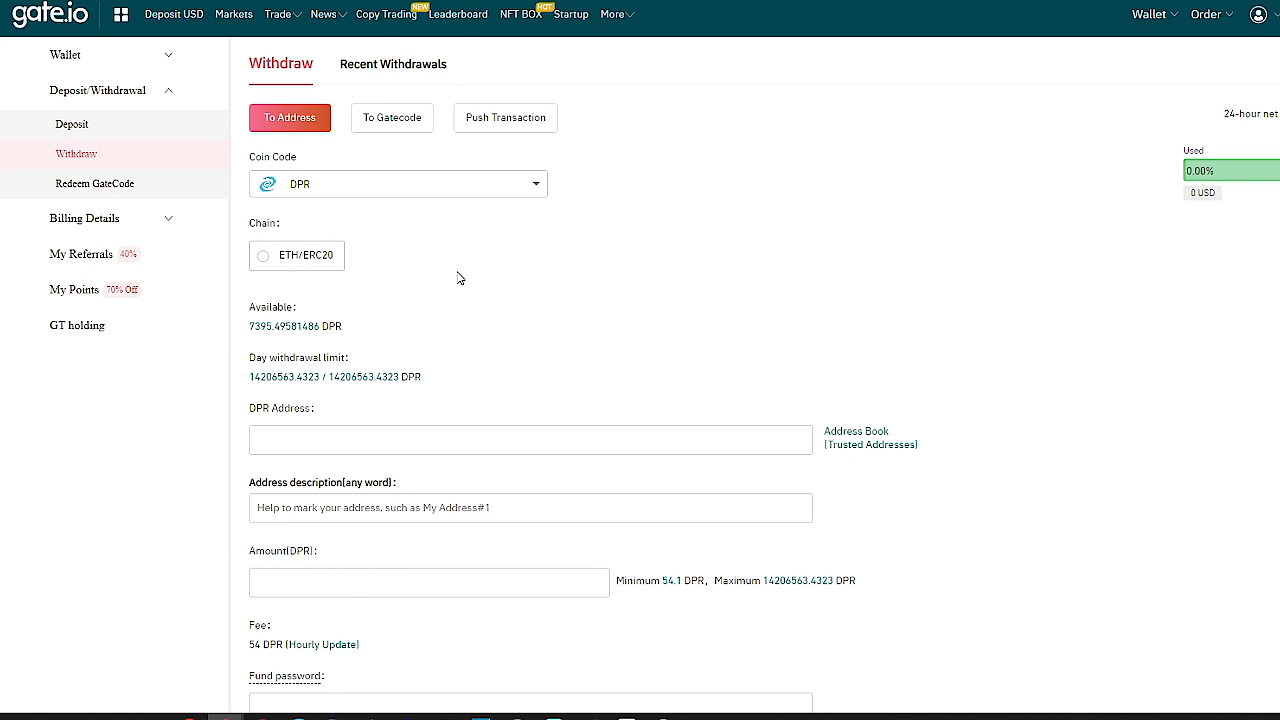 gate.io
Deposit USD
Markets
Trade
News
Copy Trading
NEW
Leaderboard
NFT BOX
HOT
Startup
More
Wallet
Order
Wallet
Deposit/Withdrawal
Deposit
Withdraw
Redeem GateCode
Billing Details
My Referrals 40%
My Points 70% Off
GT holding
Withdraw
Recent Withdrawals
To Address
To Gatecode
Push Transaction
24-hour net
Used
0.00%
0 USD
Coin Code
DPR
Chain:
ETH/ERC20
Available:
7395.49581486 DPR
Day withdrawal limit:
14206563.4323 / 14206563.4323 DPR
DPR Address:
Address Book
(Trusted Addresses)
Address description(any word):
Help to mark your address, such as My Address#1
Amount(DPR):
Minimum 54.1 DPR, Maximum 14206563.4323 DPR
Fee:
54 DPR (Hourly Update)
Fund password: